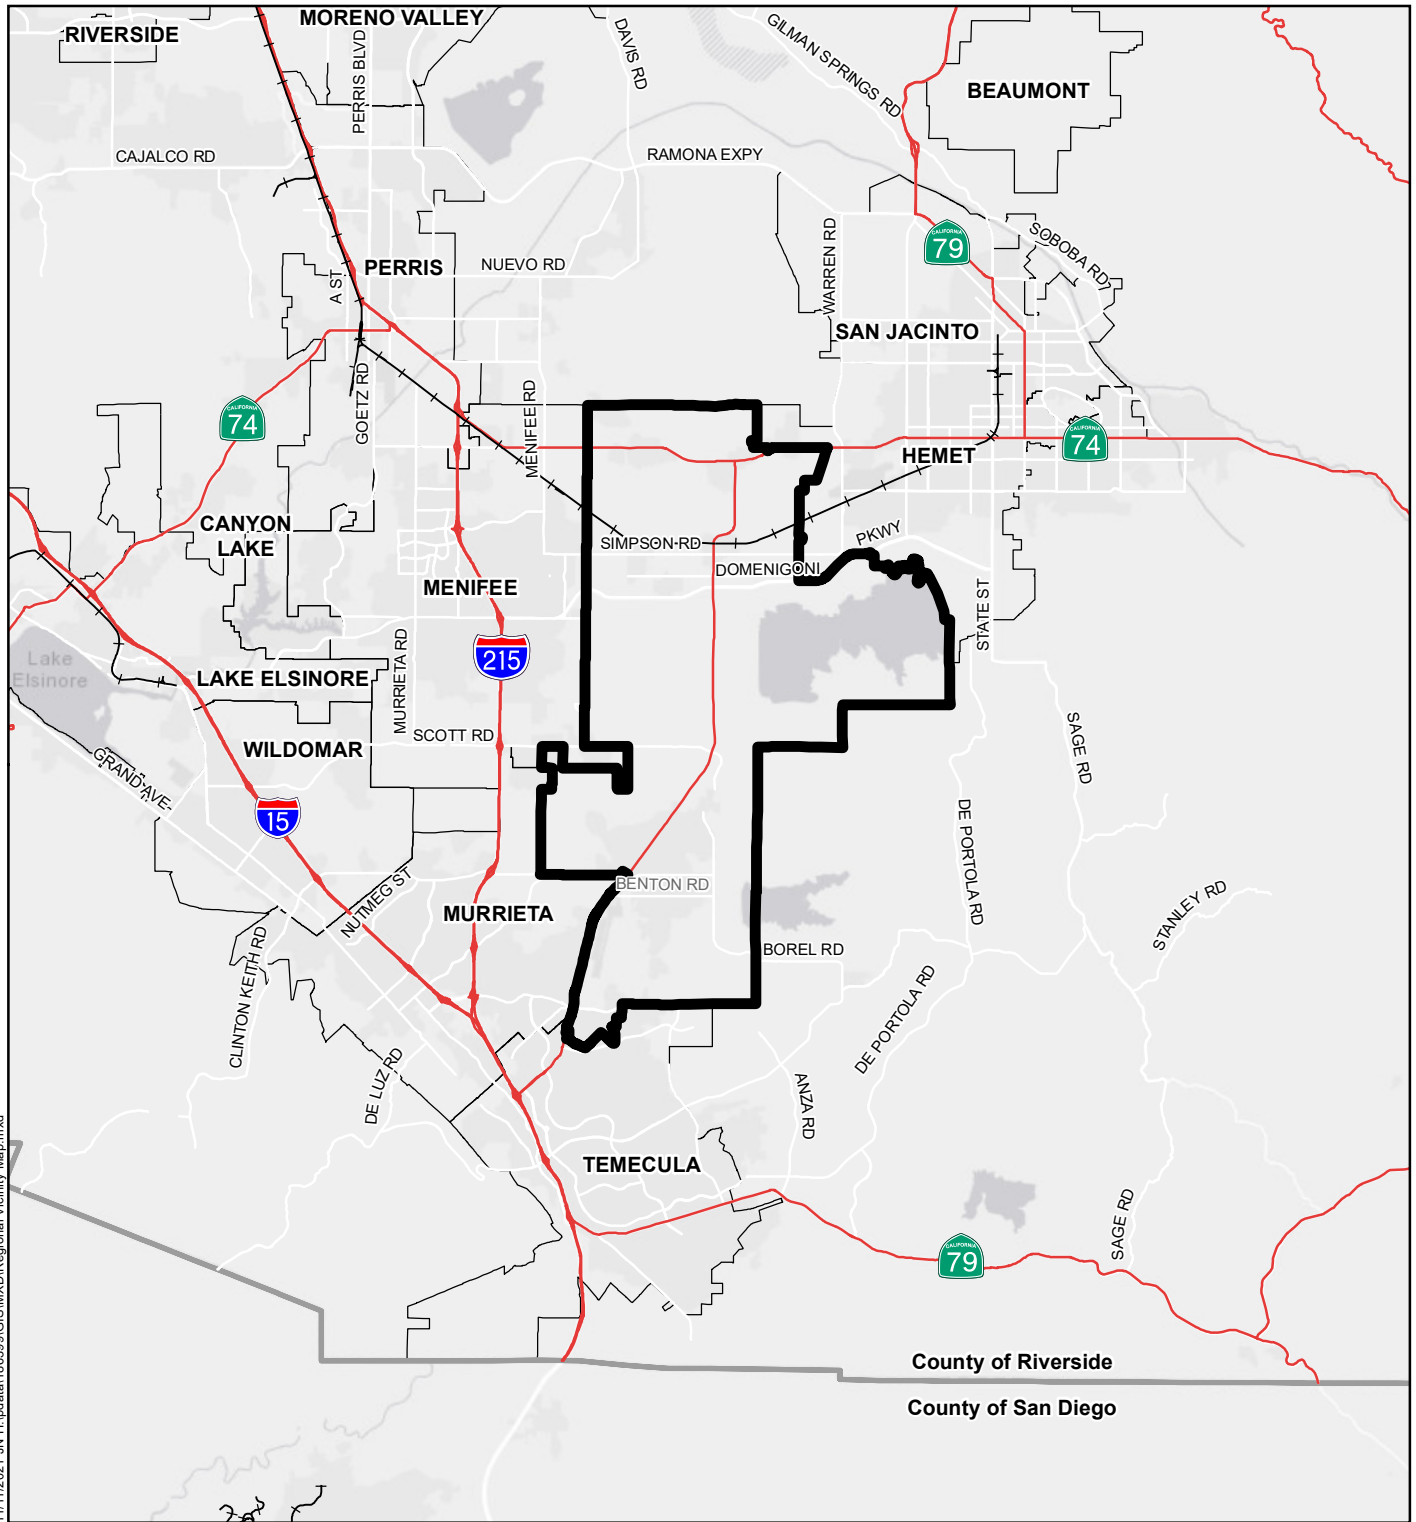 MORENO VALLEY
RIVERSIDE
PERRIS BLVD
DAVIS RD
GILMAN SPRINGS RD
BEAUMONT
CAJALCO RD
RAMONA EXPY
WARREN RD
CALIFORNIA
79
SOBOBA RD
PERRIS
NUEVO RD
A ST
SAN JACINTO
GOETZ RD
MENIFEE RD
CALIFORNIA
74
HEMET
CALIFORNIA
74
CANYON
LAKE
SIMPSON RD
PKWY
DOMENIGONI
MENIFEE
STATE ST
MURRIETA RD
215
Lake
Elsinore
LAKE ELSINORE
SCOTT RD
WILDOMAR
SAGE RD
GRAND AVE
15
DE PORTOLA RD
BENTON RD
NUTMEG ST
MURRIETA
STANLEY RD
BOREL RD
CLINTON KEITH RD
DE PORTOLA RD
DE LUZ RD
ANZA RD
TEMECULA
SAGE RD
CALIFORNIA
79
County of Riverside
County of San Diego